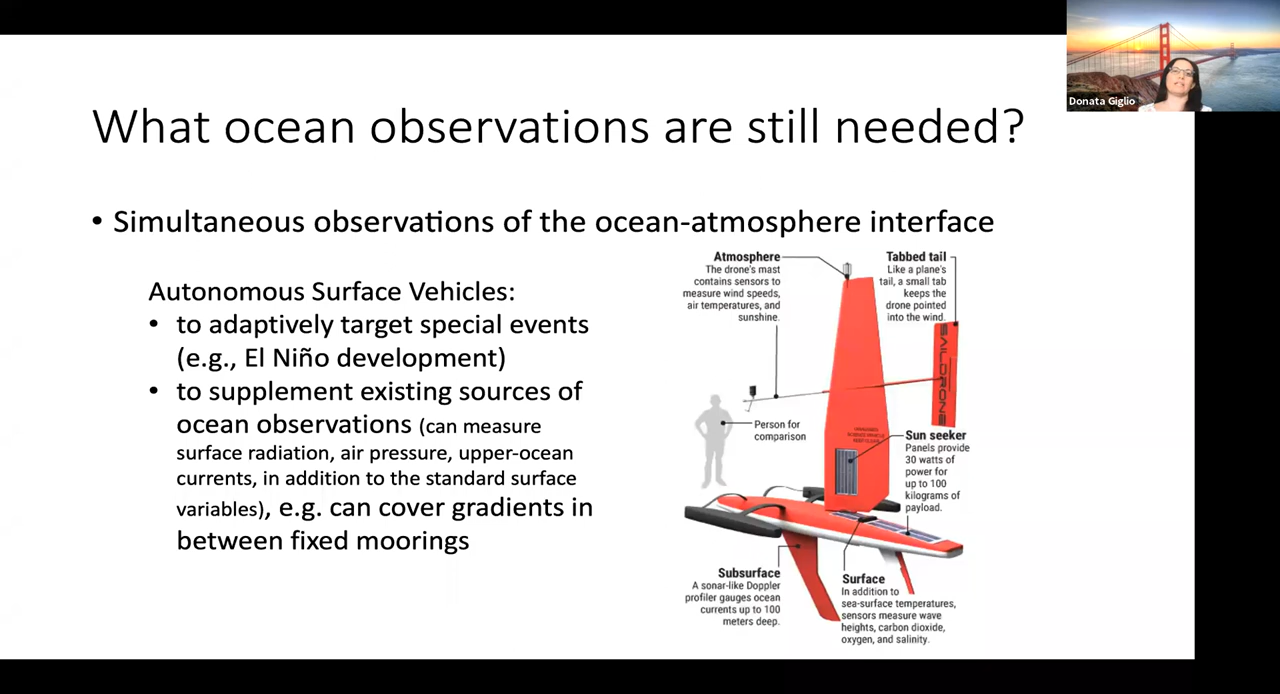 Donata Giglio
What ocean observations are still needed?
• Simultaneous observations of the ocean-atmosphere interface
Autonomous Surface Vehicles:
• to adaptively target special events
(e.g., El Niño development)
• to supplement existing sources of
ocean observations (can measure
surface radiation, air pressure, upper-ocean
currents, in addition to the standard surface
variables), e.g. can cover gradients in
between fixed moorings
Atmosphere
The drone's mast
contains sensors to
measure wind speeds,
air temperatures, and
sunshine.
Tabbed tail
Like a plane's
tail, a small tab
keeps the
drone pointed
into the wind.
SAILDRONE
Person for
comparison
Sun seeker
Panels provide
30 watts of
power for
up to 100
kilograms of
payload.
Subsurface
A sonar-like Doppler
profiler gauges ocean
currents up to 100
meters deep.
Surface
In addition to
sea-surface temperatures,
sensors measure wave
heights, carbon dioxide,
oxygen, and salinity.